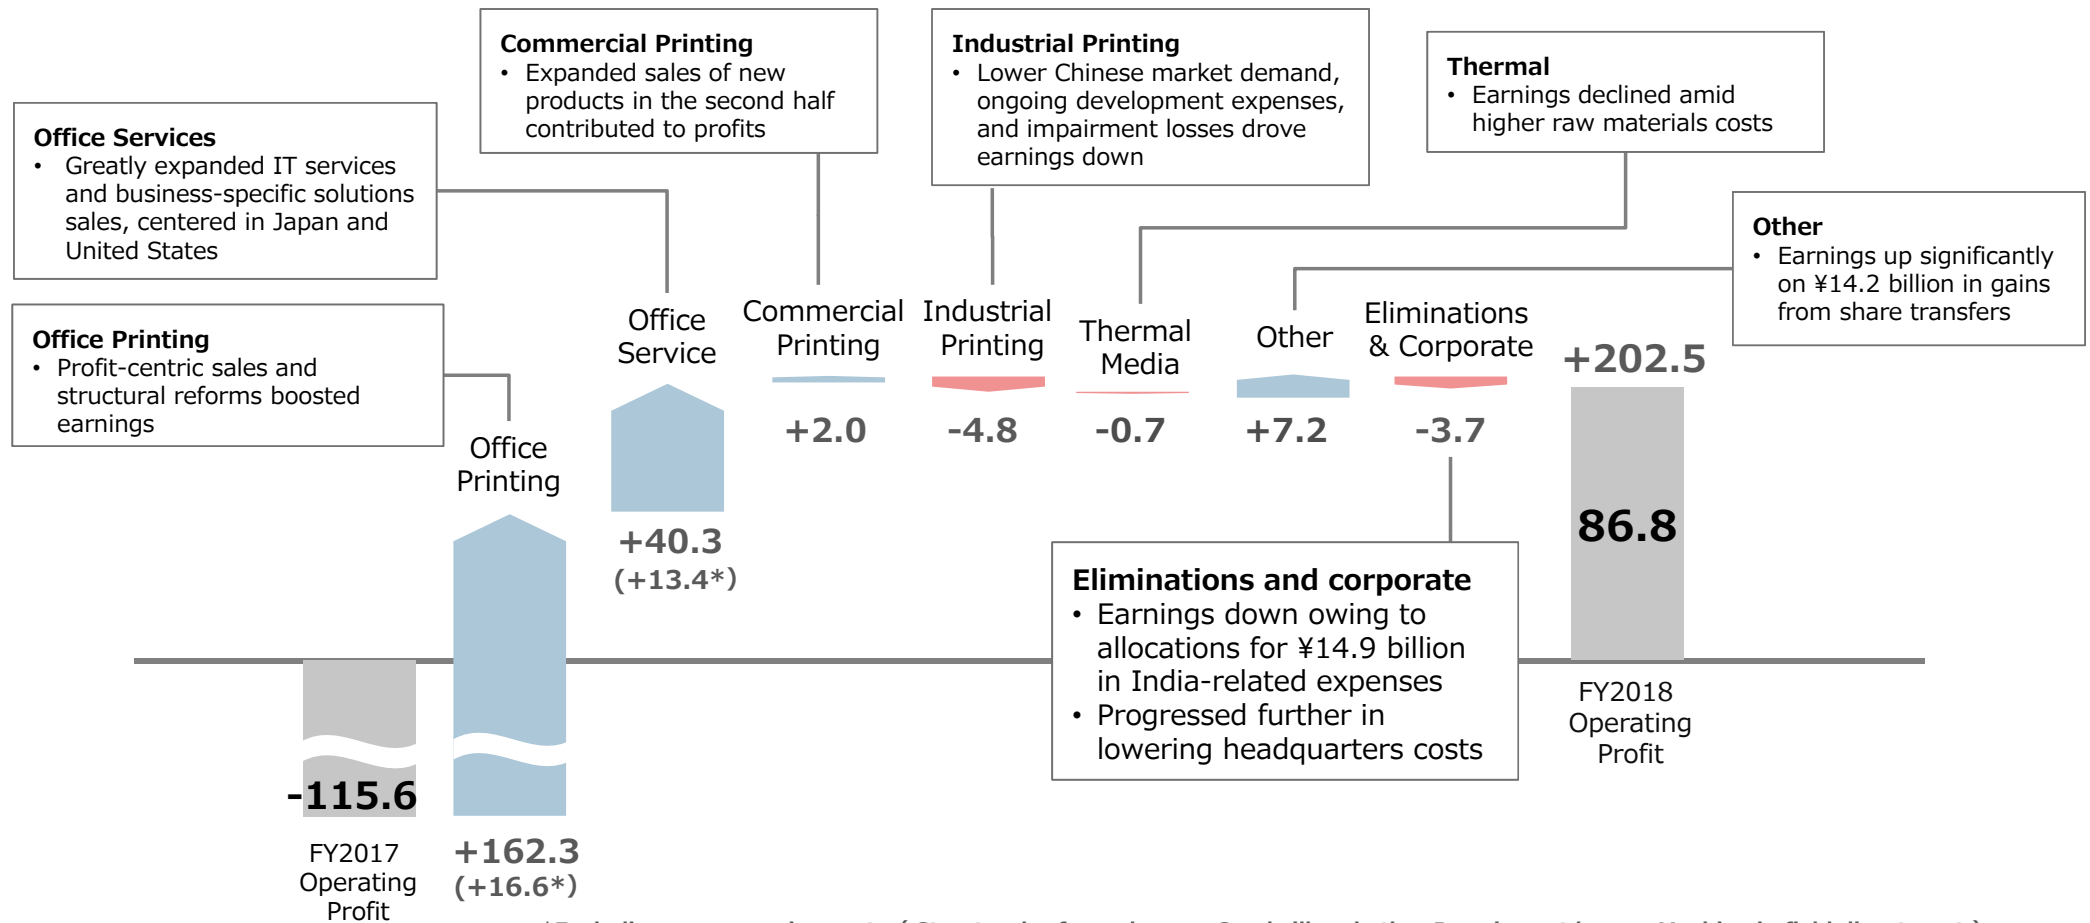 Commercial Printing
• Expanded sales of new
products in the second half
contributed to profits
Industrial Printing
• Lower Chinese market demand,
ongoing development expenses,
and impairment losses drove
earnings down
Thermal
• Earnings declined amid
higher raw materials costs
Office Services
• Greatly expanded IT services
and business-specific solutions
sales, centered in Japan and
United States
Other
• Earnings up significantly
on ¥14.2 billion in gains
from share transfers
Office Printing
• Profit-centric sales and
structural reforms boosted
earnings
Office
Printing
Office
Service
Commercial
Printing
Industrial
Printing
Thermal
Media
Other
Eliminations
& Corporate
+202.5
+2.0
-4.8
-0.7
+7.2
-3.7
86.8
+40.3
(+13.4*)
Eliminations and corporate
• Earnings down owing to
allocations for ¥14.9 billion
in India-related expenses
• Progressed further in
lowering headquarters costs
FY2018
Operating
Profit
-115.6
FY2017
Operating
Profit
+162.3
(+16.6*)